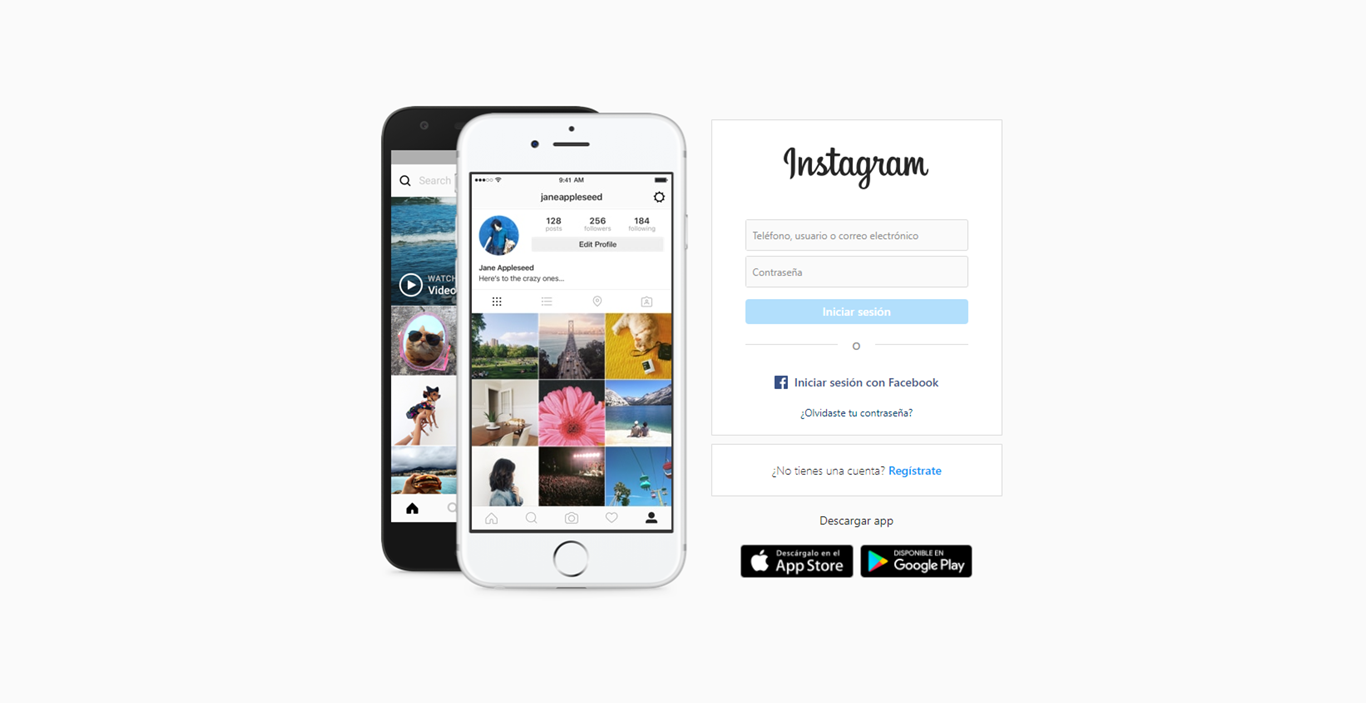 Search
WATCH
Video
9:41 AM
janeappleseed
128
posts
256
followers
184
following
Edit Profile
Jane Appleseed
Here's to the crazy ones...
Instagram
Teléfono, usuario o correo electrónico
Contraseña
Iniciar sesión
O
Iniciar sesión con Facebook
¿Olvidaste tu contraseña?
¿No tienes una cuenta? Regístrate
Descargar app
Descárgalo en el
App Store
DISPONIBLE EN
Google Play